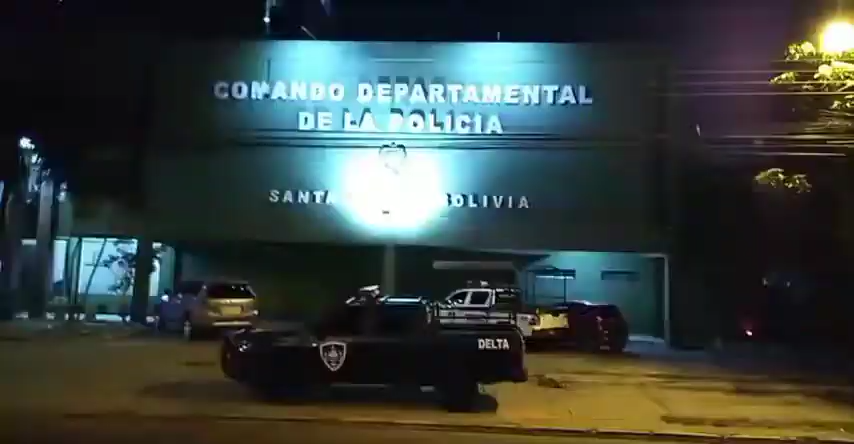 COMANDO DEPARTAMENTAL
DE LA POLICIA
SANTA BOLIVIA
DELTA